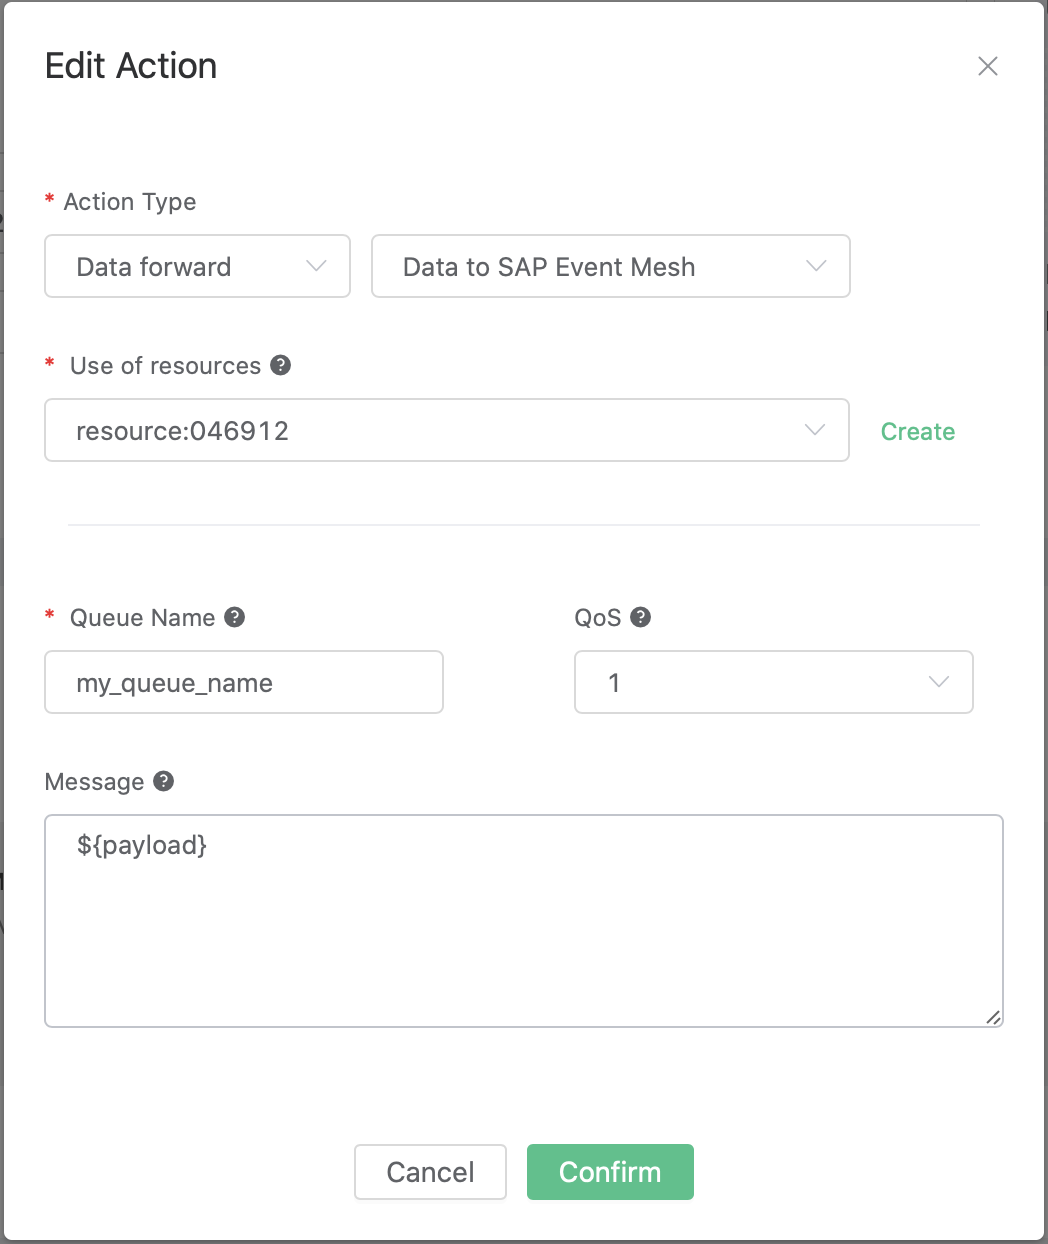 Edit Action
* Action Type
Data forward
Data to SAP Event Mesh
* Use of resources ?
resource:046912
Create
* Queue Name ?
QoS ?
my_queue_name
1
Message ?
${payload}
Cancel
Confirm